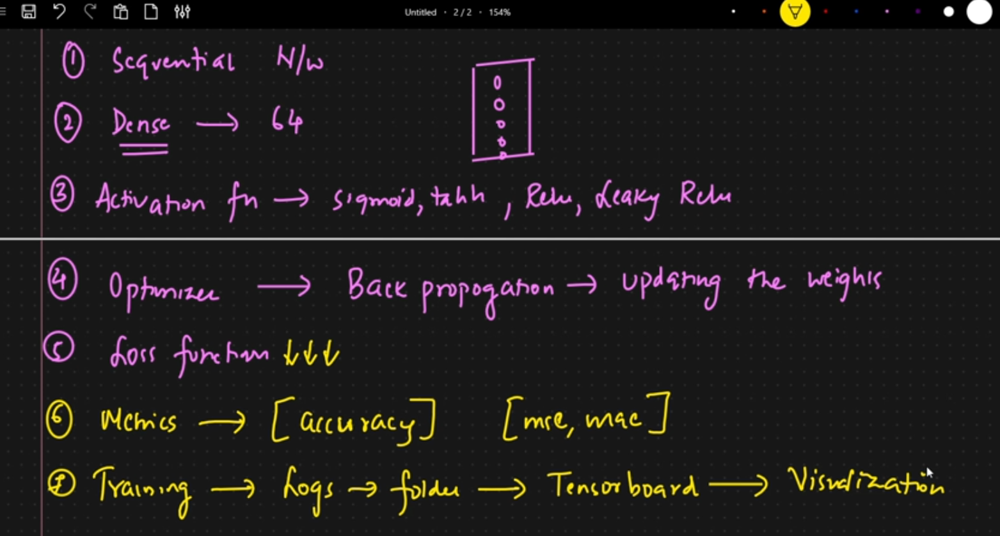 Untitled · 2 / 2 · 154%
① Sequential N/w
② Dense → 64
③ Activation fn → sigmoid, tanh, Relu, Leaky Relu
④ Optimizer → Back propogation → updating the weights
⑤ Loss function ↓↓↓
⑥ Metrics → [accuracy] [mse, mae]
⑦ Training → Logs → folder → Tensorboard → Visualization